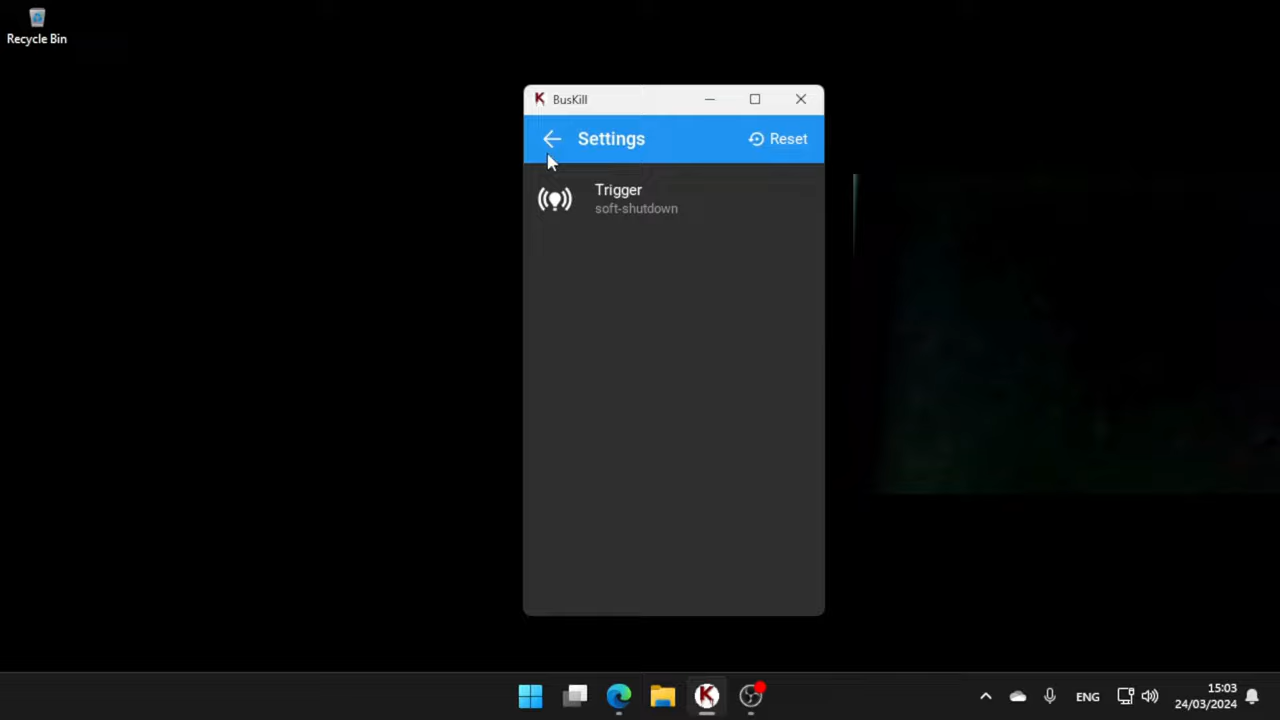 Recycle Bin
BusKill
Settings
Reset
Trigger
soft-shutdown
ENG
15:03
24/03/2024